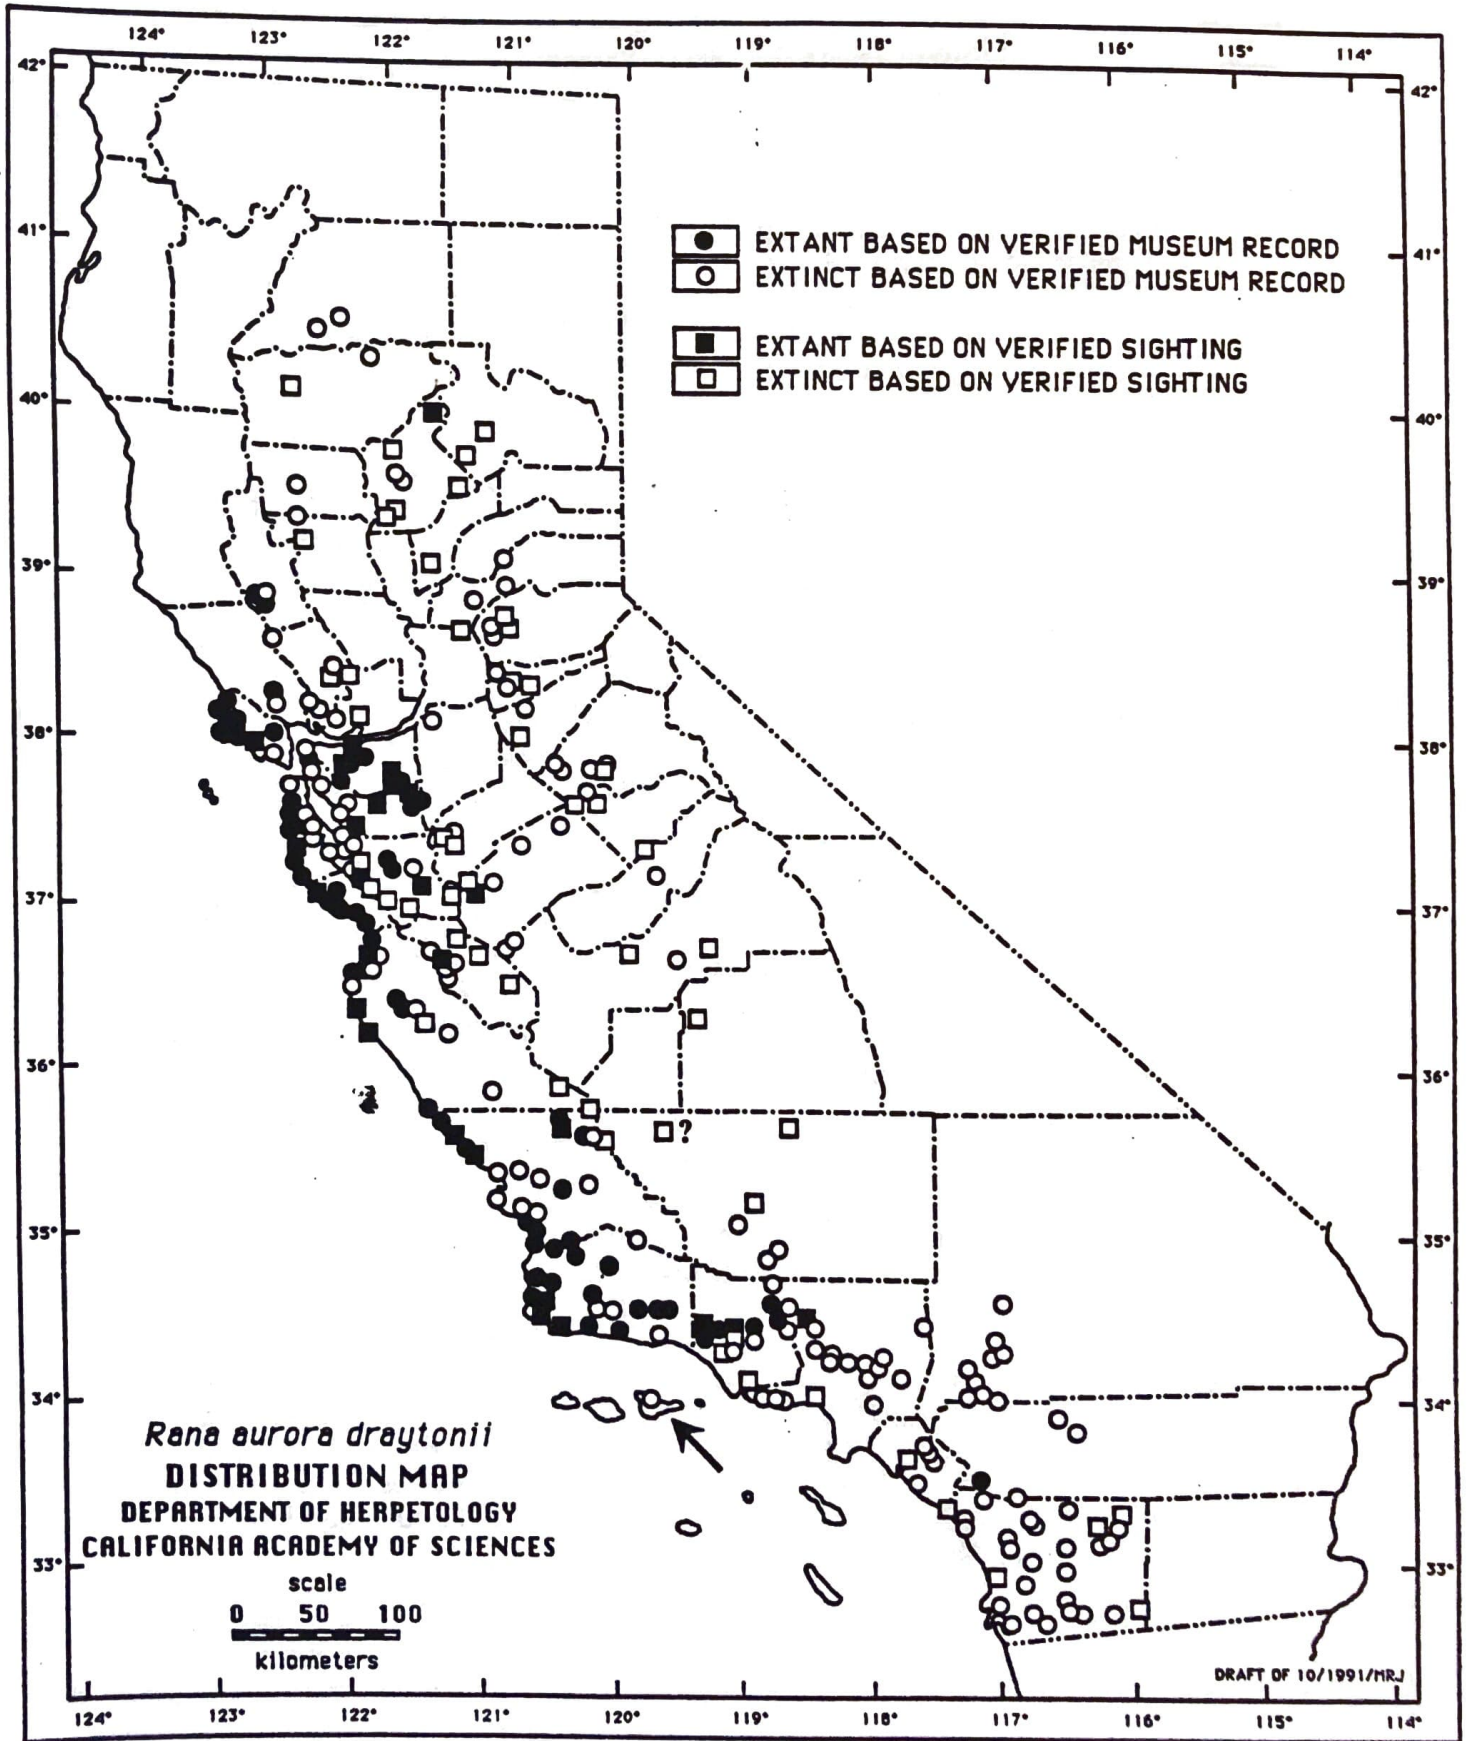 124° 123° 122° 121° 120° 119° 118° 117° 116° 115° 114°
42° 42°
41° 41°
EXTANT BASED ON VERIFIED MUSEUM RECORD
EXTINCT BASED ON VERIFIED MUSEUM RECORD
EXTANT BASED ON VERIFIED SIGHTING
EXTINCT BASED ON VERIFIED SIGHTING
40° 40°
39° 39°
38° 38°
37° 37°
36° 36°
?
35° 35°
34° 34°
Rana aurora draytonii
DISTRIBUTION MAP
DEPARTMENT OF HERPETOLOGY
CALIFORNIA ACADEMY OF SCIENCES
33° 33°
scale
0 50 100
kilometers
DRAFT OF 10/1991/MRJ
124° 123° 122° 121° 120° 119° 118° 117° 116° 115° 114°